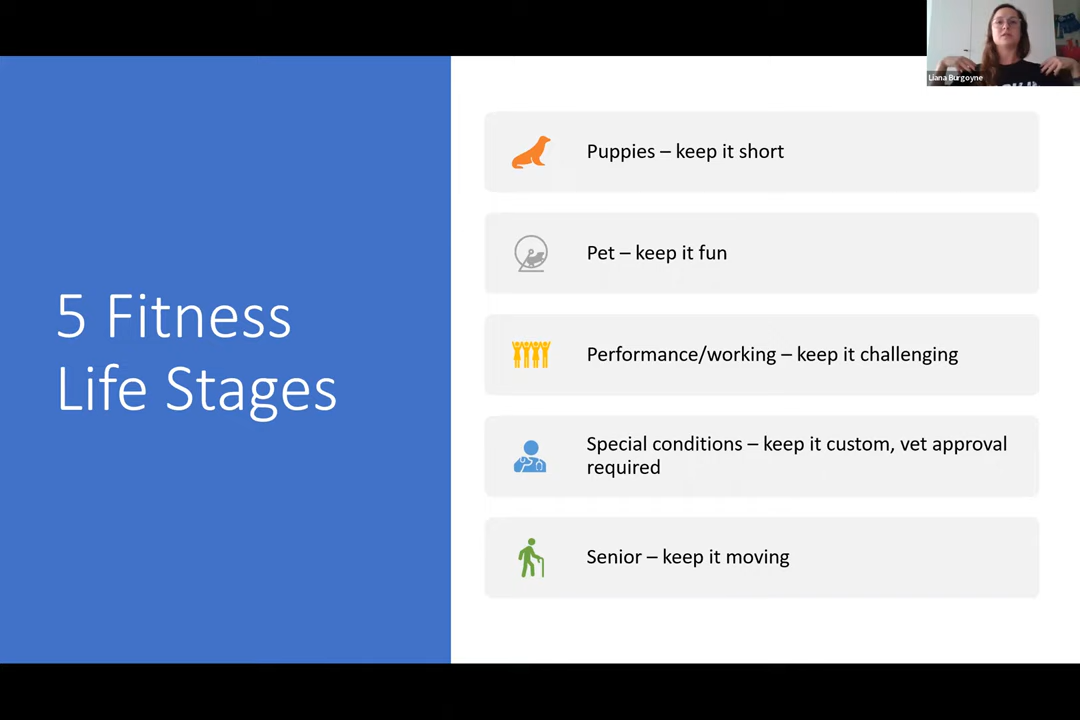 Liana Burgoyne
5 Fitness
Life Stages
Puppies – keep it short
Pet – keep it fun
Performance/working – keep it challenging
Special conditions – keep it custom, vet approval
required
Senior – keep it moving